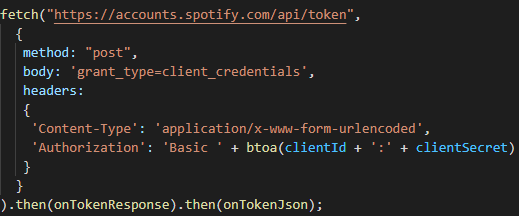 fetch("https://accounts.spotify.com/api/token",
{
method: "post",
body: 'grant_type=client_credentials',
headers:
{
'Content-Type': 'application/x-www-form-urlencoded',
'Authorization': 'Basic ' + btoa(clientId + ':' + clientSecret)
}
}
).then(onTokenResponse).then(onTokenJson);